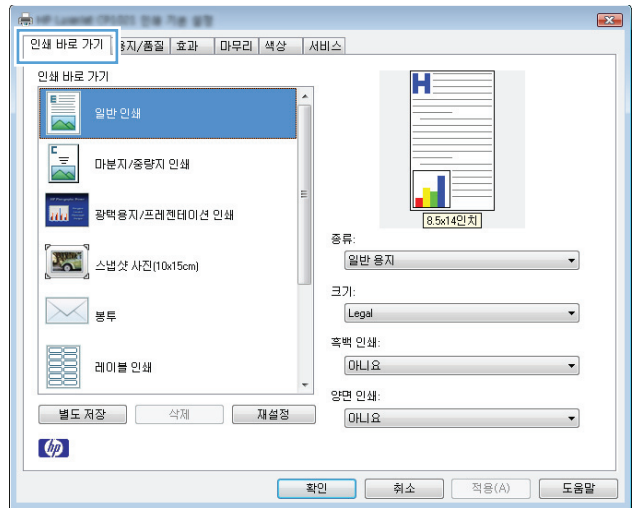 인쇄 바로 가기
용지/품질
효과
마무리
색상
서비스
인쇄 바로 가기
일반 인쇄
마분지/중량지 인쇄
광택용지/프레젠테이션 인쇄
스냅샷 사진(10x15cm)
봉투
레이블 인쇄
별도 저장
삭제
재설정
8.5x14인치
종류:
일반 용지
크기:
Legal
흑백 인쇄:
아니요
양면 인쇄:
아니요
hp
확인
취소
적용(A)
도움말